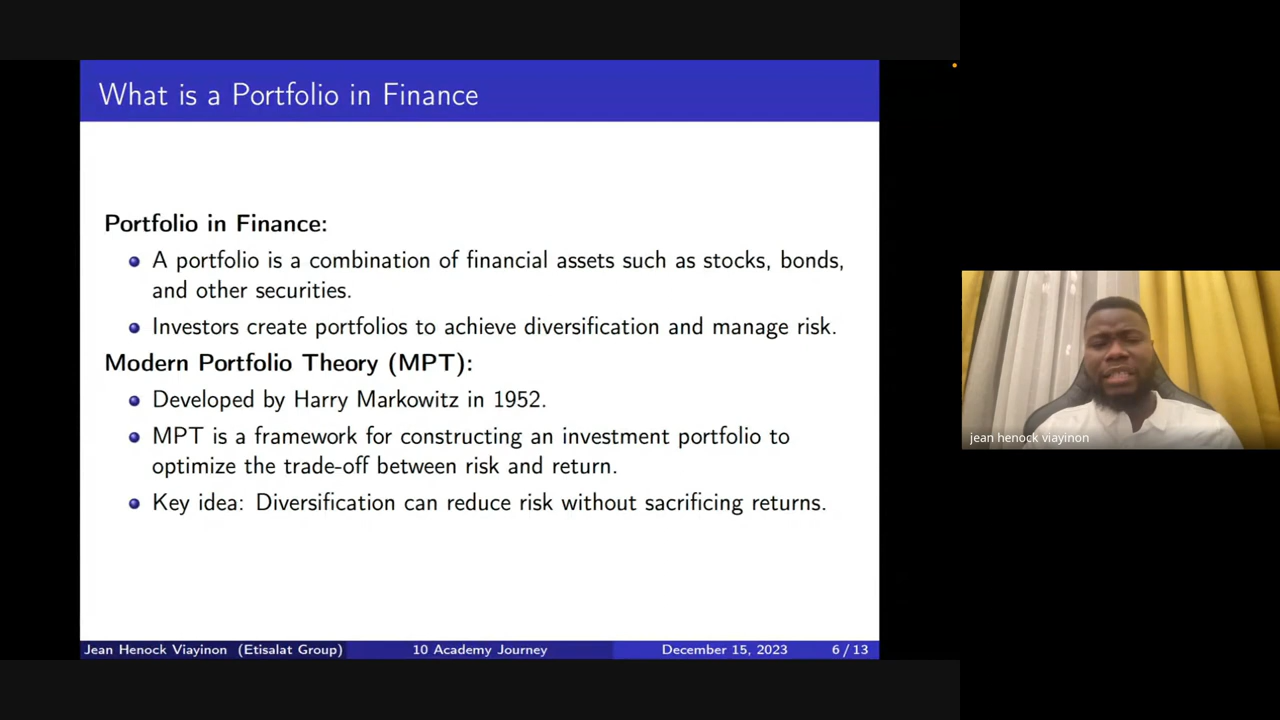 What is a Portfolio in Finance
Portfolio in Finance:
A portfolio is a combination of financial assets such as stocks, bonds,
and other securities.
Investors create portfolios to achieve diversification and manage risk.
Modern Portfolio Theory (MPT):
Developed by Harry Markowitz in 1952.
MPT is a framework for constructing an investment portfolio to
optimize the trade-off between risk and return.
Key idea: Diversification can reduce risk without sacrificing returns.
Jean Henock Viayinon (Etisalat Group) 10 Academy Journey December 15, 2023 6 / 13
jean henock viayinon